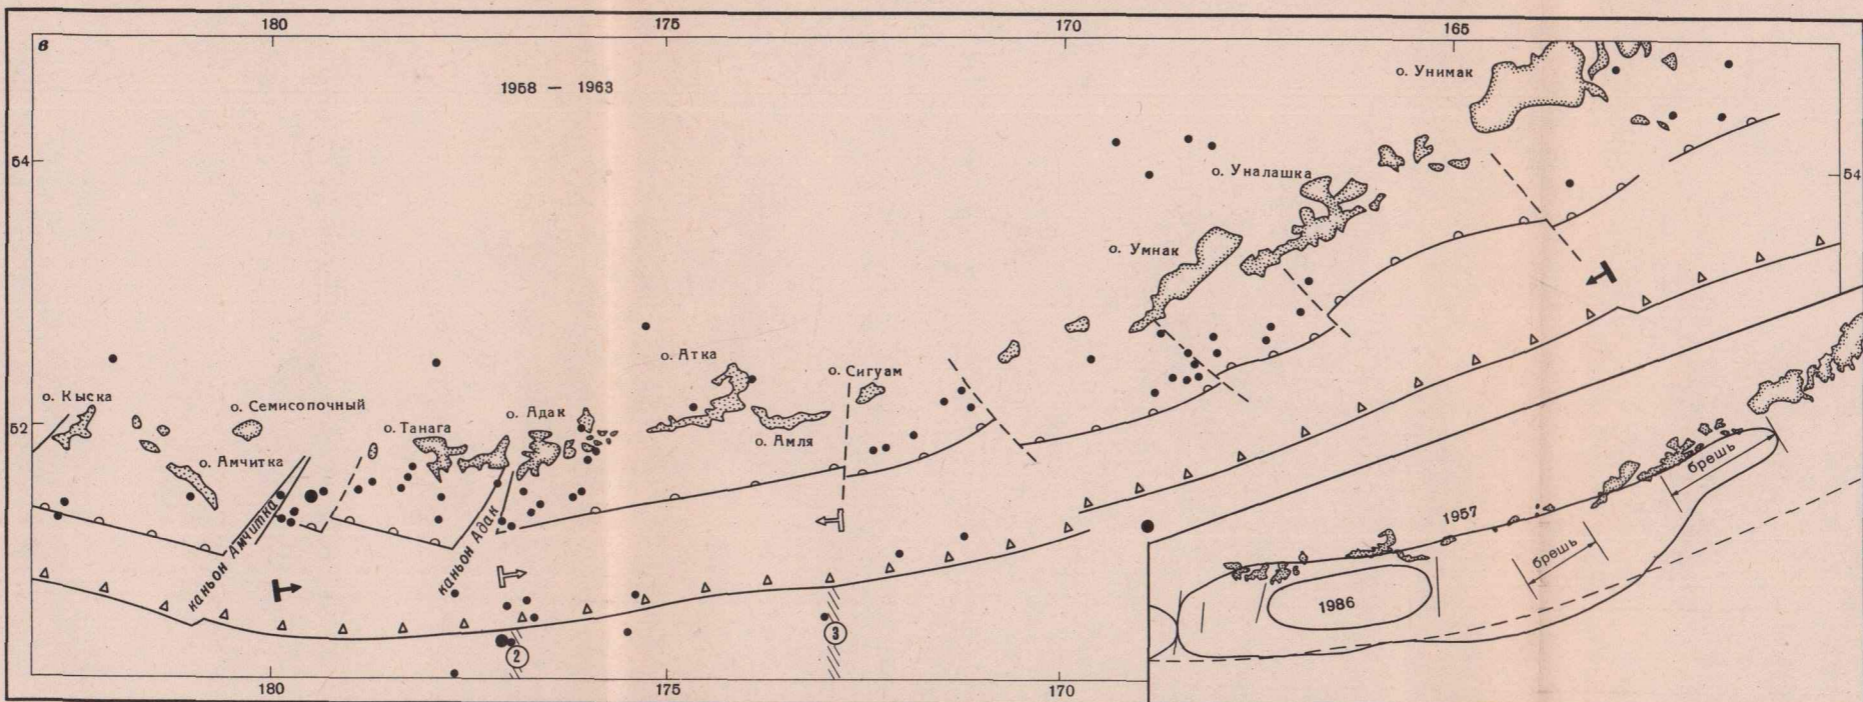 180
175
170
165
в
1958 — 1963
о. Унимак
54
54
о. Уналашка
о. Умнак
о. Атка
о. Сигуам
о. Кыска
о. Семисопочный
о. Адак
52
о. Танага
о. Амля
о. Амчитка
каньон Амчитка
каньон Адак
брешь
1957
брешь
1986
3
2
180
175
170